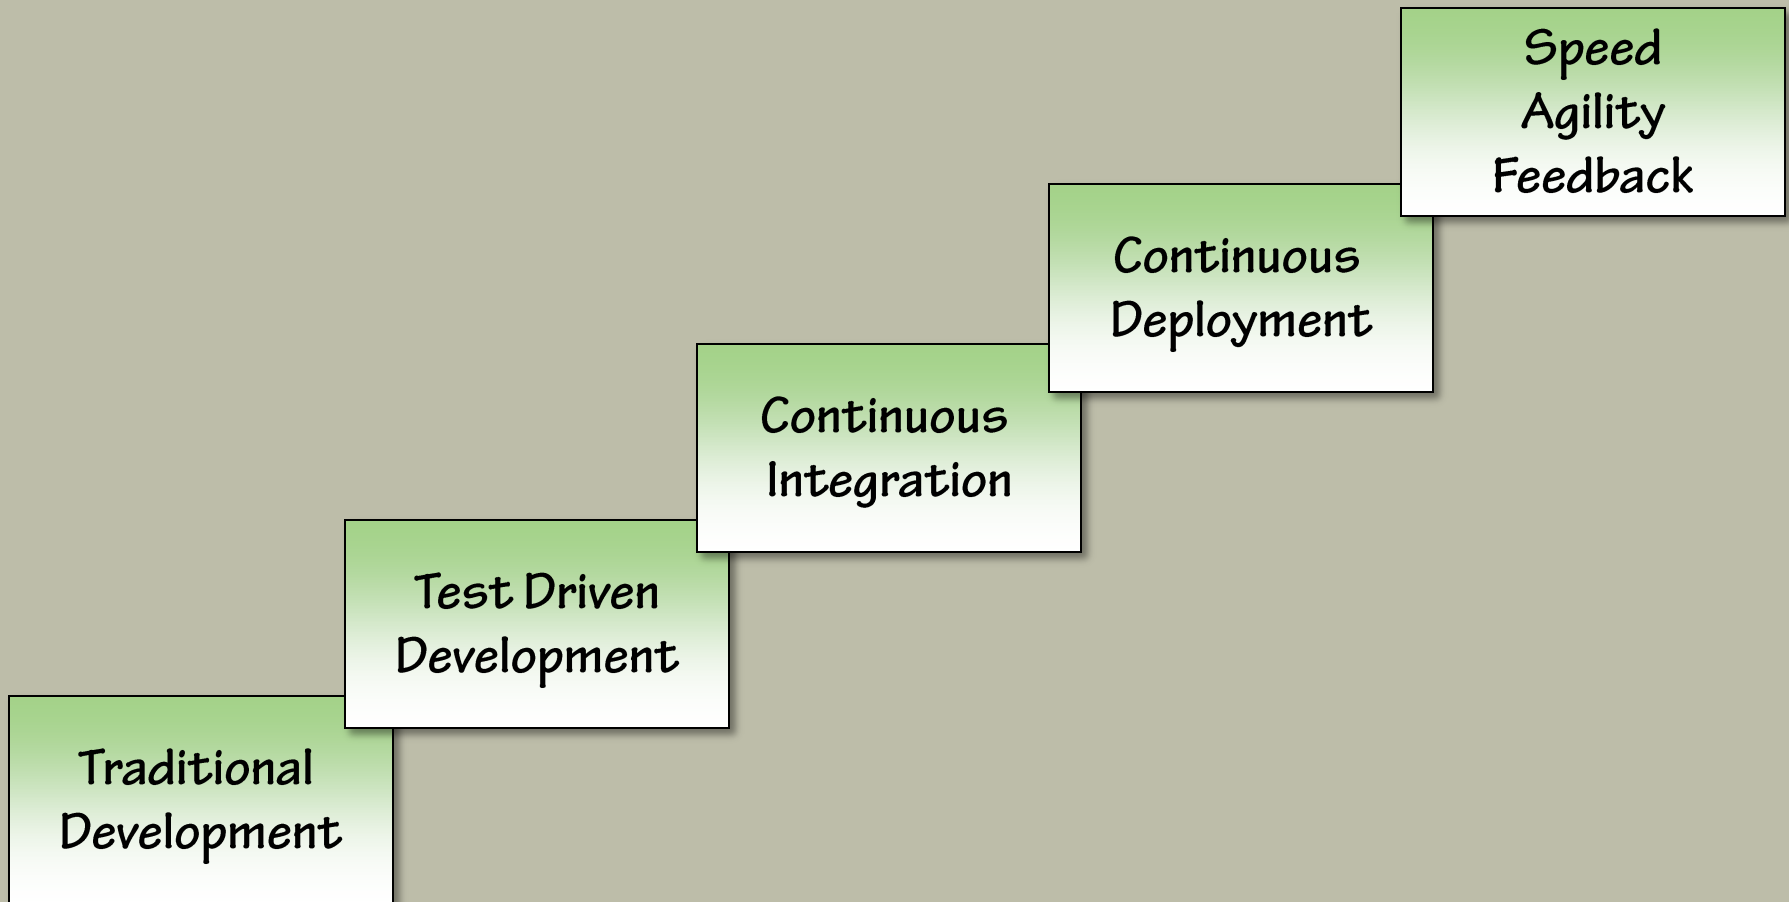 Speed
Agility
Feedback
Continuous
Deployment
Continuous
Integration
Test Driven
Development
Traditional
Development